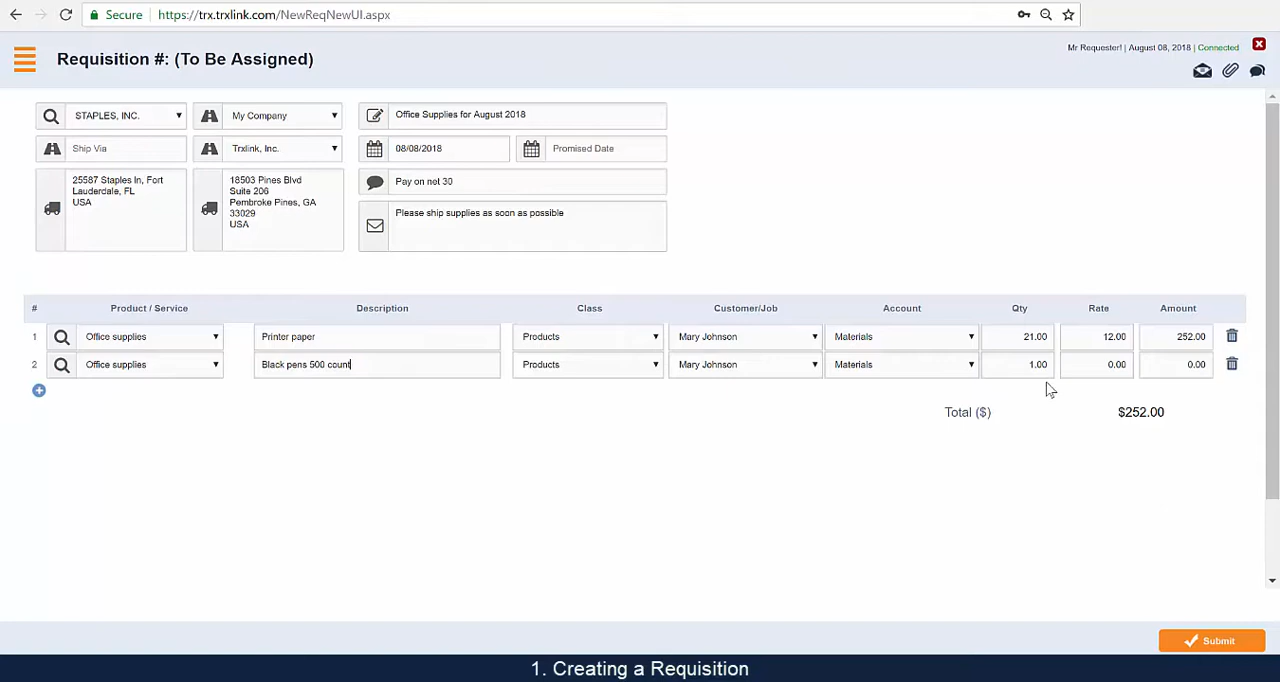 Secure https://trx.trxlink.com/NewReqNewUI.aspx
Requisition #: (To Be Assigned)
Mr Requester! | August 08, 2018 | Connected
STAPLES, INC.
My Company
Office Supplies for August 2018
Ship Via
Trxlink, Inc.
08/08/2018
Promised Date
25587 Staples ln, Fort
Lauderdale, FL
USA
18503 Pines Blvd
Suite 206
Pembroke Pines, GA
33029
USA
Pay on net 30
Please ship supplies as soon as possible
# Product / Service Description Class Customer/Job Account Qty Rate Amount
1 Office supplies Printer paper Products Mary Johnson Materials 21.00 12.00 252.00
2 Office supplies Black pens 500 count Products Mary Johnson Materials 1.00 0.00 0.00
Total ($) $252.00
Submit
1. Creating a Requisition